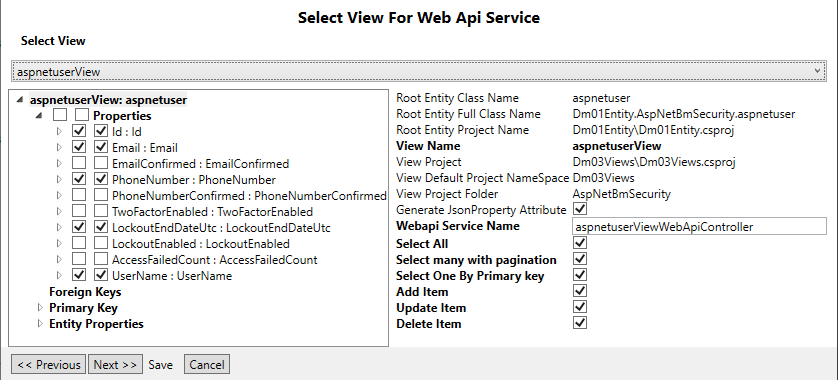 Select View For Web Api Service
Select View
aspnetuserView
aspnetuserView: aspnetuser
Properties
Id : Id
Email : Email
EmailConfirmed : EmailConfirmed
PhoneNumber : PhoneNumber
PhoneNumberConfirmed : PhoneNumberConfirmed
TwoFactorEnabled : TwoFactorEnabled
LockoutEndDateUtc : LockoutEndDateUtc
LockoutEnabled : LockoutEnabled
AccessFailedCount : AccessFailedCount
UserName : UserName
Foreign Keys
Primary Key
Entity Properties
Root Entity Class Name aspnetuser
Root Entity Full Class Name Dm01Entity.AspNetBmSecurity.aspnetuser
Root Entity Project Name Dm01Entity\Dm01Entity.csproj
View Name aspnetuserView
View Project Dm03Views\Dm03Views.csproj
View Default Project NameSpace Dm03Views
View Project Folder AspNetBmSecurity
Generate JsonProperty Attribute
Webapi Service Name aspnetuserViewWebApiController
Select All
Select many with pagination
Select One By Primary key
Add Item
Update Item
Delete Item
<< Previous Next >> Save Cancel